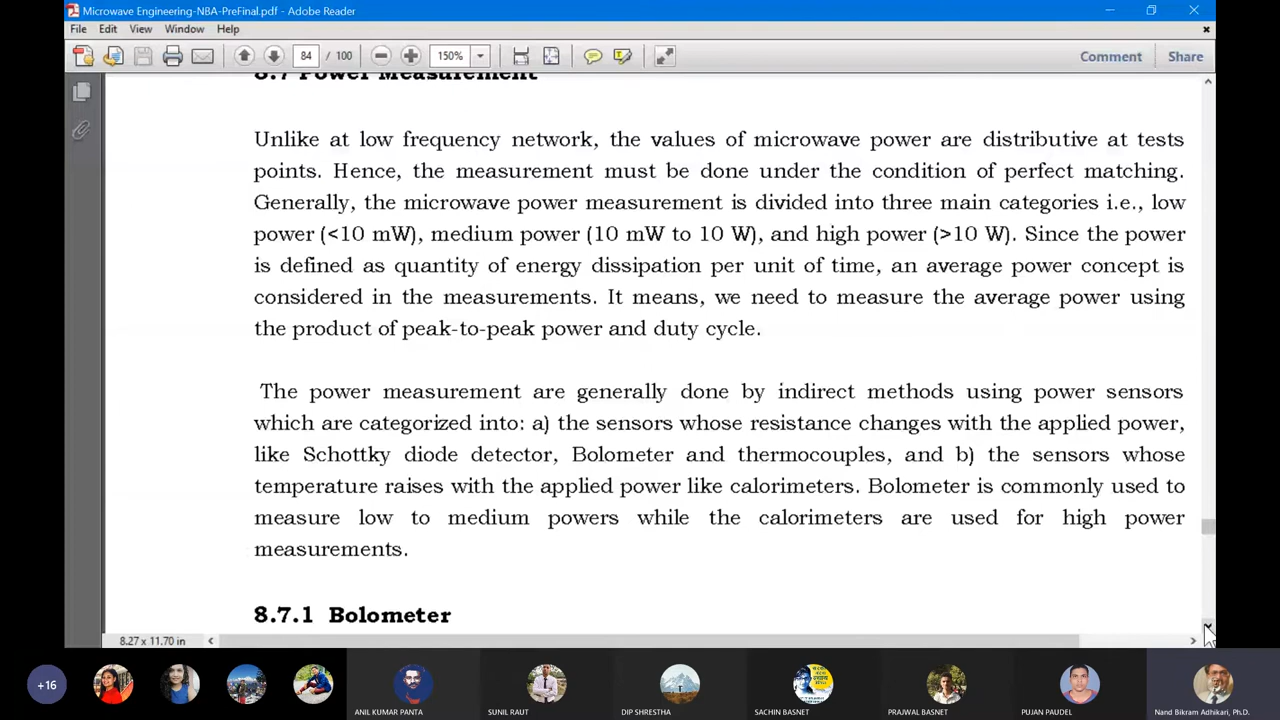 Microwave Engineering-NBA-PreFinal.pdf - Adobe Reader
File Edit View Window Help
84 / 100 150% Comment Share
8.7 Power Measurement
Unlike at low frequency network, the values of microwave power are distributive at tests
points. Hence, the measurement must be done under the condition of perfect matching.
Generally, the microwave power measurement is divided into three main categories i.e., low
power (<10 mW), medium power (10 mW to 10 W), and high power (>10 W). Since the power
is defined as quantity of energy dissipation per unit of time, an average power concept is
considered in the measurements. It means, we need to measure the average power using
the product of peak-to-peak power and duty cycle.
The power measurement are generally done by indirect methods using power sensors
which are categorized into: a) the sensors whose resistance changes with the applied power,
like Schottky diode detector, Bolometer and thermocouples, and b) the sensors whose
temperature raises with the applied power like calorimeters. Bolometer is commonly used to
measure low to medium powers while the calorimeters are used for high power
measurements.
8.7.1 Bolometer
8.27 x 11.70 in
+16
ANIL KUMAR PANTA SUNIL RAUT DIP SHRESTHA SACHIN BASNET PRAJWAL BASNET PUJAN PAUDEL Nand Bikram Adhikari, Ph.D.